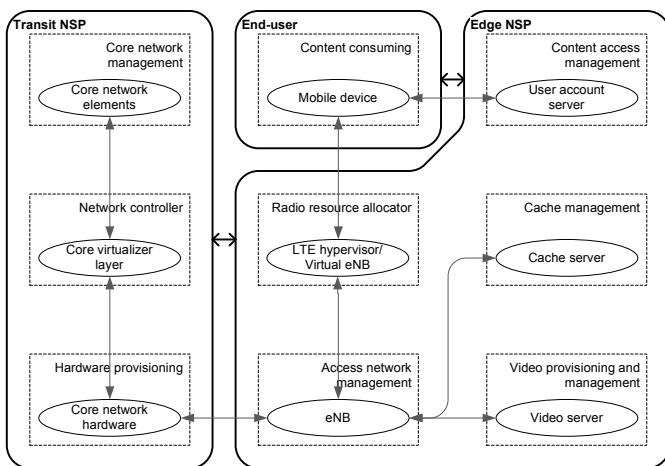 Transit NSP
End-user
Edge NSP
Core network
management
Core network
elements
Content consuming
Mobile device
Content access
management
User account
server
Network controller
Core virtualizer
layer
Radio resource allocator
LTE hypervisor/
Virtual eNB
Cache management
Cache server
Hardware provisioning
Core network
hardware
Access network
management
eNB
Video provisioning and
management
Video server